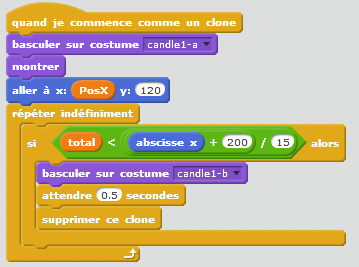 quand je commence comme un clone
basculer sur costume candle1-a
montrer
aller à x: PosX y: 120
répéter indéfiniment
si total < abscisse x + 200 / 15 alors
basculer sur costume candle1-b
attendre 0.5 secondes
supprimer ce clone